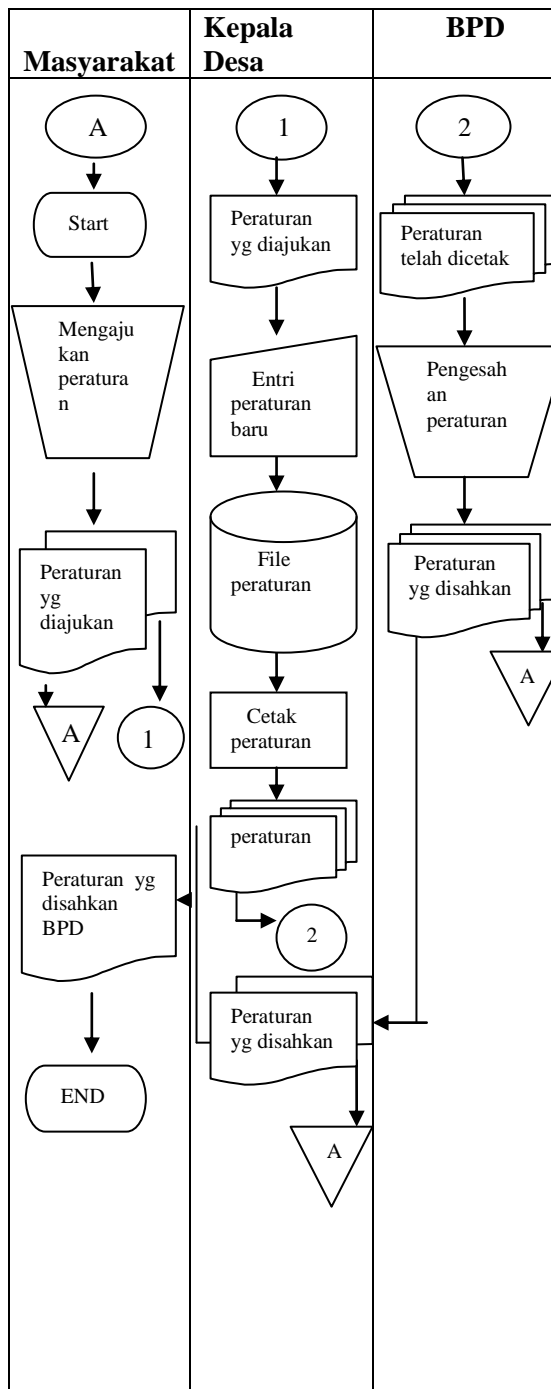 Masyarakat
Kepala
Desa
BPD
A
Start
Mengaju
kan
peratura
n
Peraturan
yg
diajukan
A
1
Peraturan yg
disahkan
BPD
END
1
Peraturan
yg diajukan
Entri
peraturan
baru
File
peraturan
Cetak
peraturan
peraturan
2
Peraturan
yg disahkan
A
2
Peraturan
telah dicetak
Pengesah
an
peraturan
Peraturan
yg disahkan
A